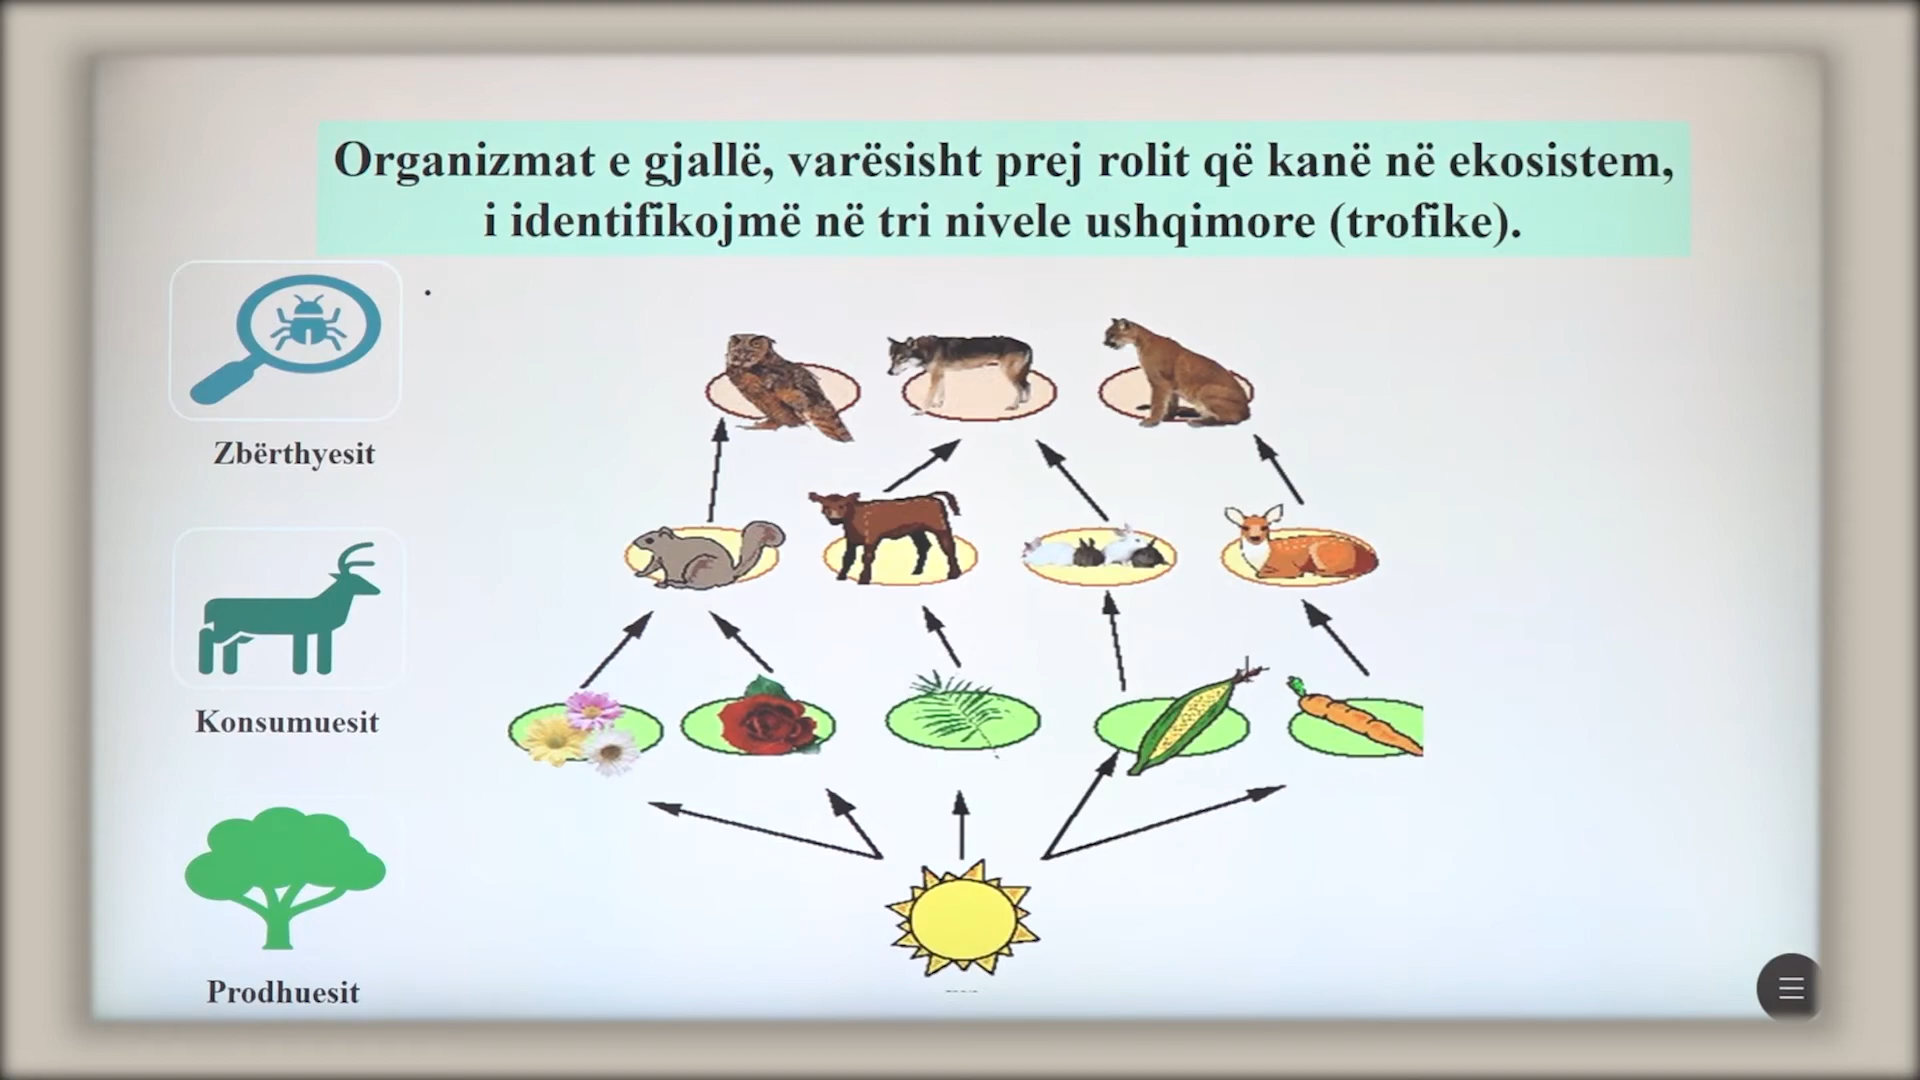 Organizmat e gjallë, varësisht prej rolit që kanë në ekosistem,
i identifikojmë në tri nivele ushqimore (trofike).
Zbërthyesit
Konsumuesit
Prodhuesit